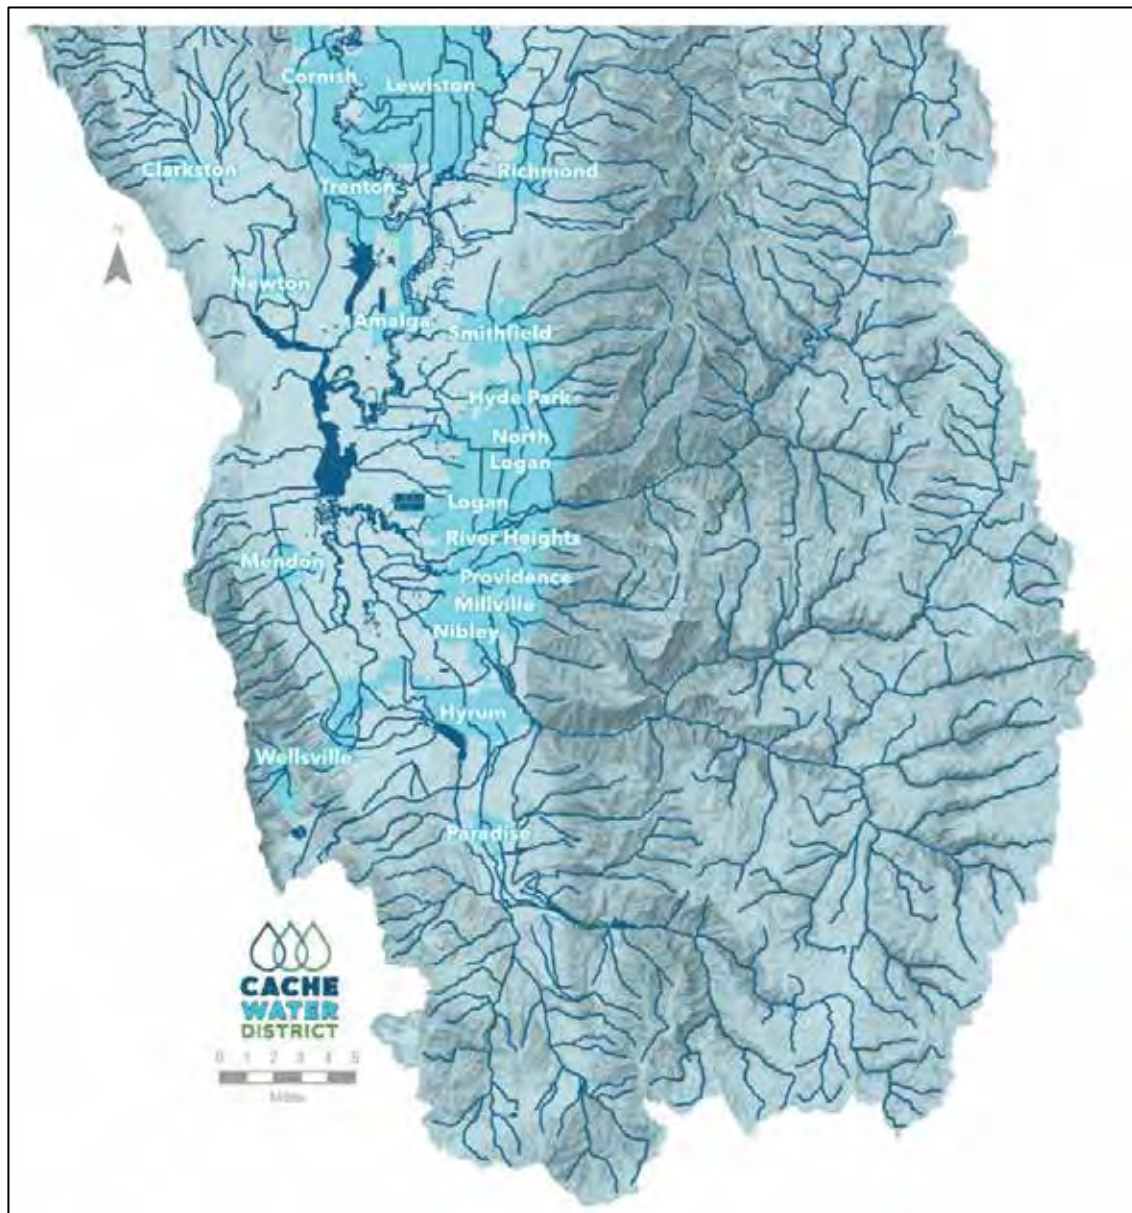 Cornish
Lewiston
Clarkston
Trenton
Richmond
N
Newton
Amalga
Smithfield
Hyde Park
North
Logan
Logan
River Heights
Mendon
Providence
Millville
Nibley
Hyrum
Wellsville
Paradise
CACHE
WATER
DISTRICT
0 1 2 3 4 5
Miles